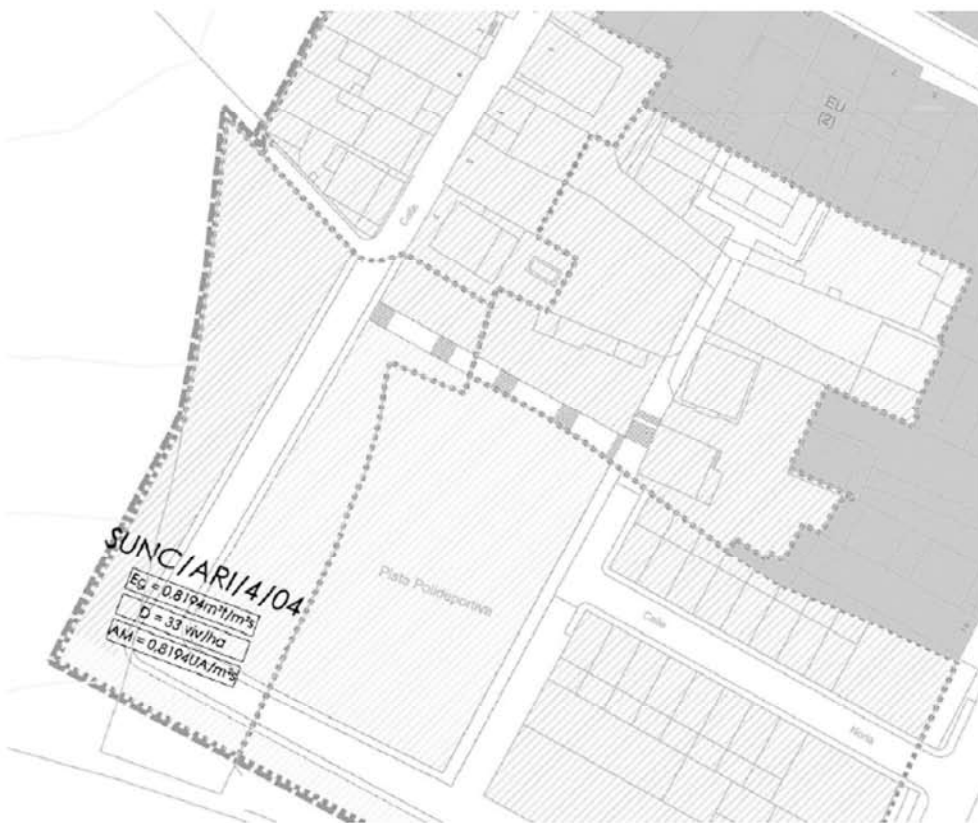 EU
(2)
Calle
SUNC/ARI/4/04
Eg = 0,8194m²t/m²s
D = 33 viv/ha
AM = 0,8194UA/m²s
Pista Polideportiva
Calle
Noria